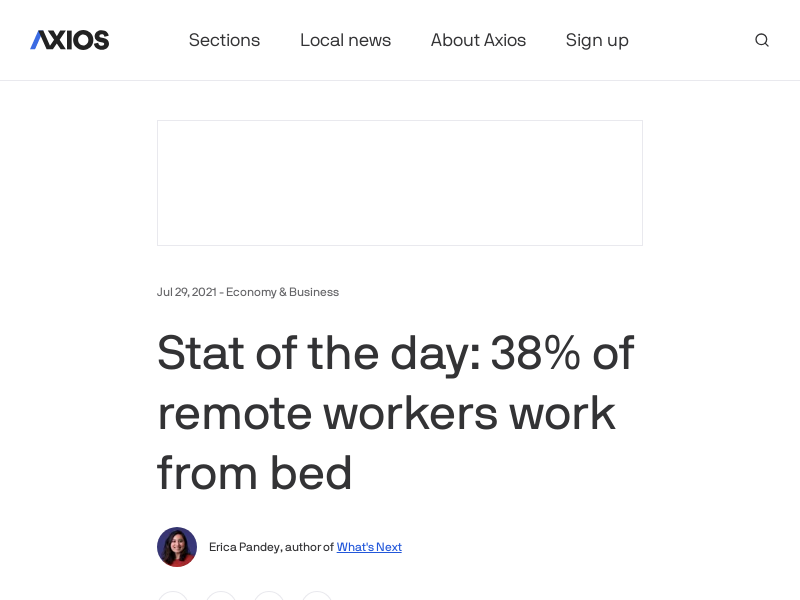 AXIOS
Sections
Local news
About Axios
Sign up
Jul 29, 2021 - Economy & Business
Stat of the day: 38% of
remote workers work
from bed
Erica Pandey, author of What's Next